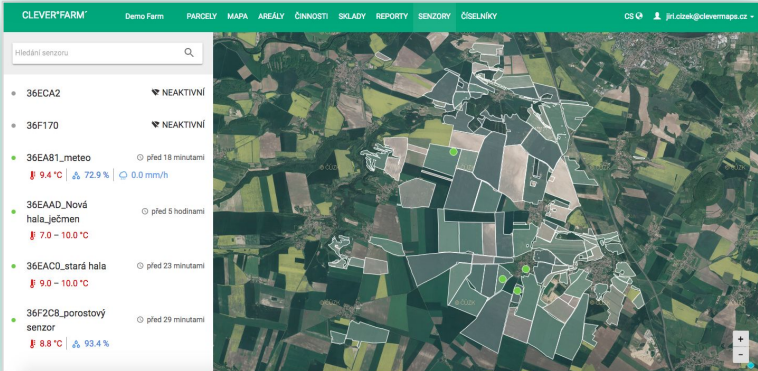 CLEVER°FARM
Demo Farm
PARCELY MAPA AREÁLY ČINNOSTI SKLADY REPORTY SENZORY ČÍSELNÍKY
CS jiri.cizek@clevermaps.cz
Hledání senzoru
36ECA2 NEAKTIVNÍ
36F170 NEAKTIVNÍ
36EA81_meteo před 18 minutami
9.4 °C 72.9 % 0.0 mm/h
36EAAD_Nová před 5 hodinami
hala_ječmen
7.0 – 10.0 °C
36EAC0_stará hala před 23 minutami
9.0 – 10.0 °C
36F2C8_porostový před 29 minutami
senzor
8.8 °C 93.4 %
© ČÚZK
+
−